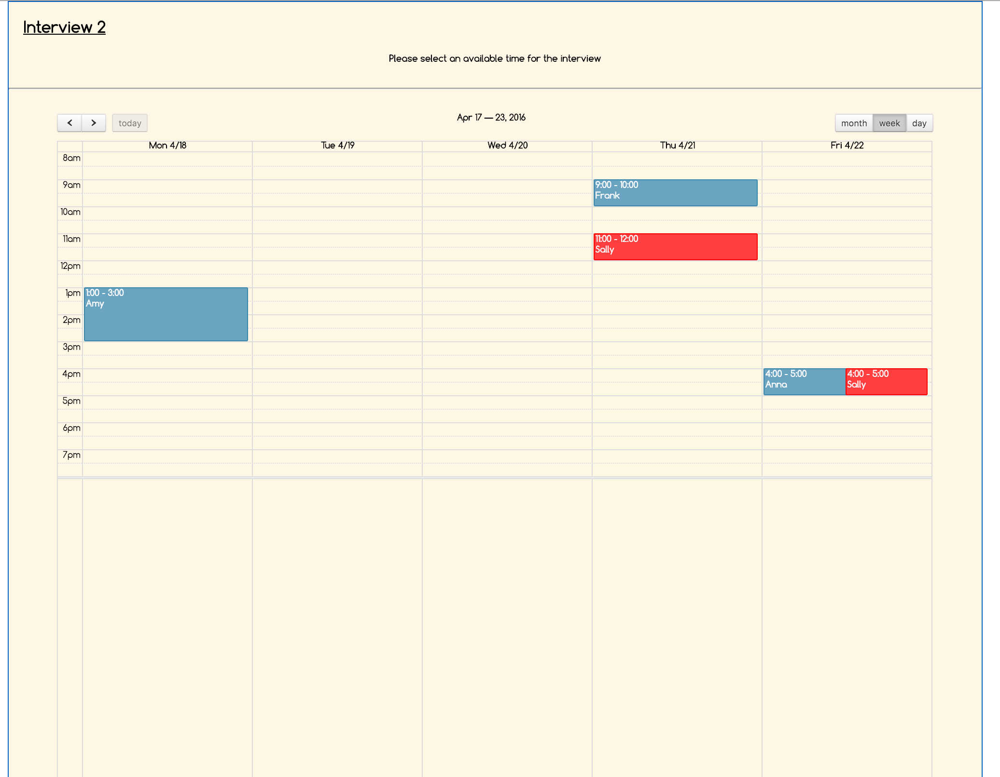 Interview 2
Please select an available time for the interview
today
Apr 17 — 23, 2016
month week day
Mon 4/18 Tue 4/19 Wed 4/20 Thu 4/21 Fri 4/22
8am
9am
9:00 - 10:00
Frank
10am
11am
11:00 - 12:00
Sally
12pm
1pm
1:00 - 3:00
Amy
2pm
3pm
4pm
4:00 - 5:00
Anna
4:00 - 5:00
Sally
5pm
6pm
7pm